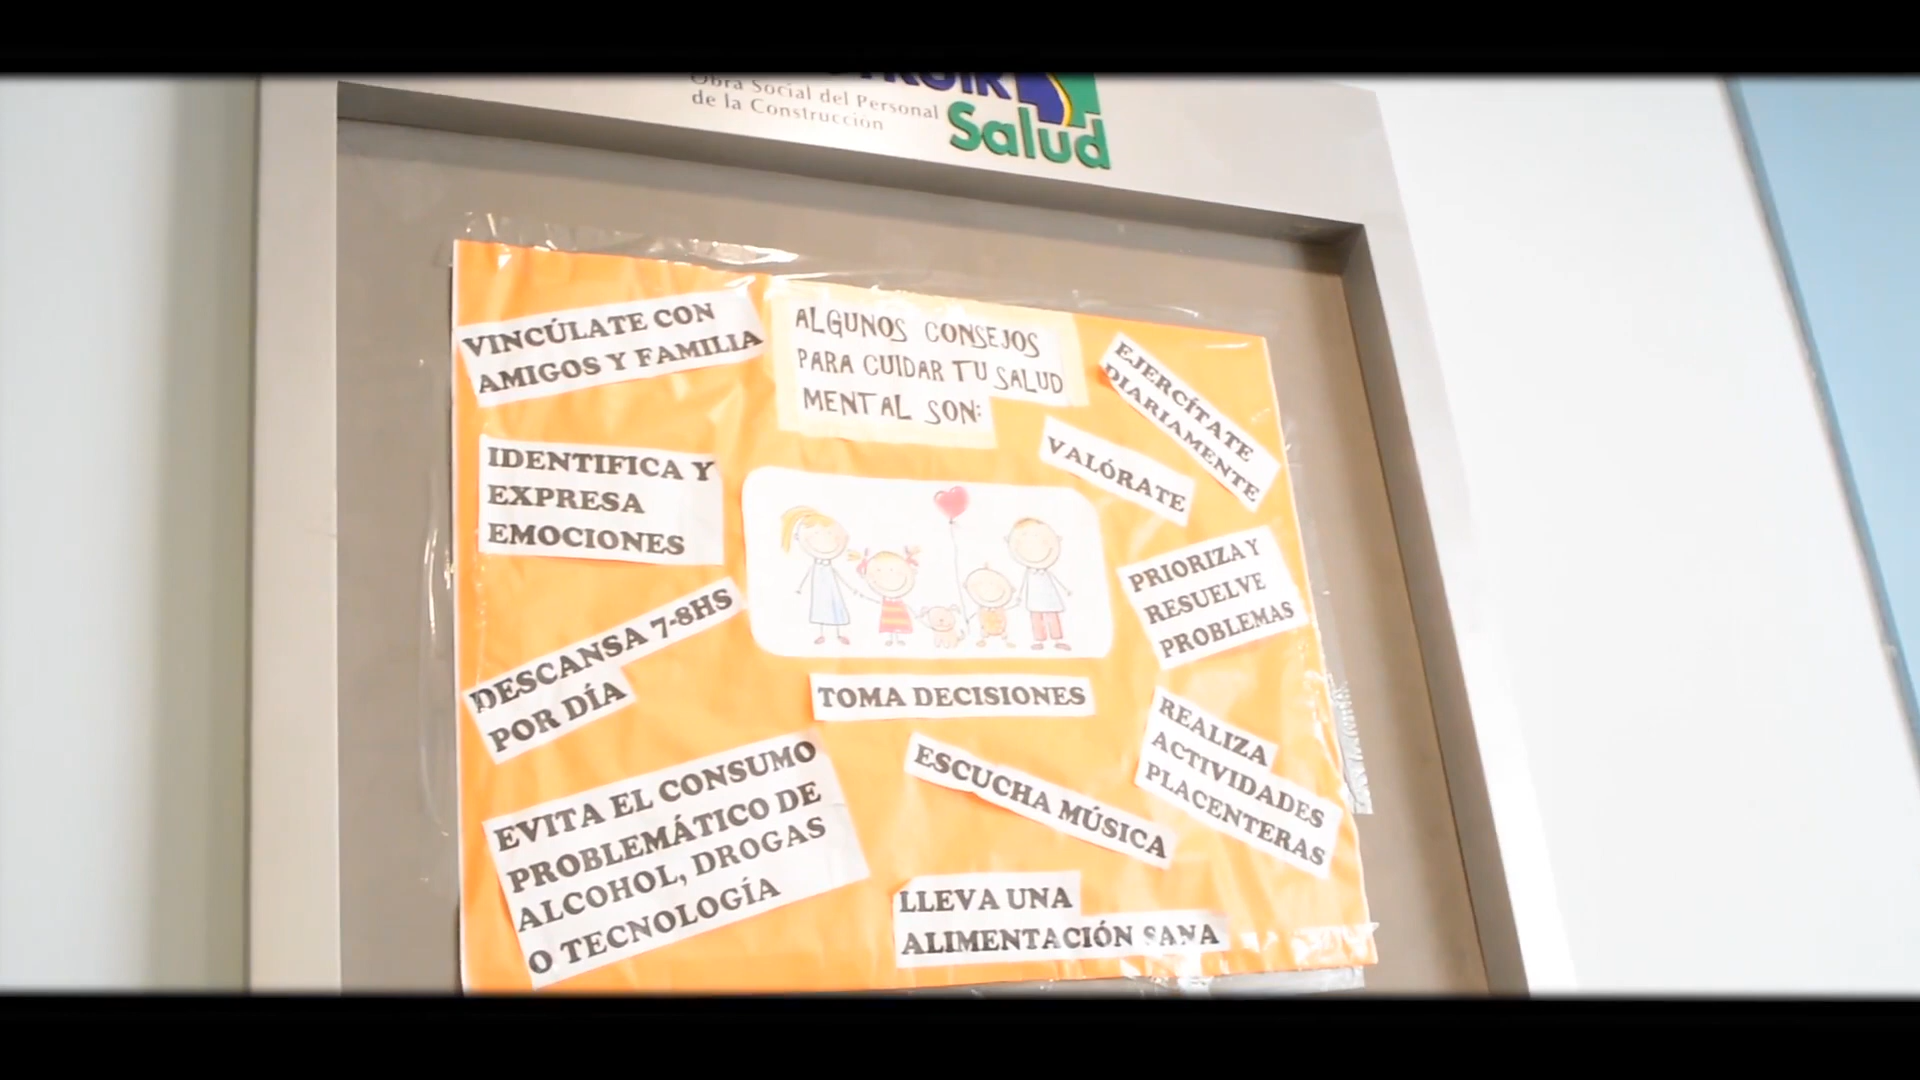 Obra Social del Personal
de la Construcción
Salud
ALGUNOS CONSEJOS
PARA CUIDAR TU SALUD
MENTAL SON:
VINCÚLATE CON
AMIGOS Y FAMILIA
IDENTIFICA Y
EXPRESA
EMOCIONES
DESCANSA 7-8HS
POR DÍA
EVITA EL CONSUMO
PROBLEMÁTICO DE
ALCOHOL, DROGAS
O TECNOLOGÍA
TOMA DECISIONES
ESCUCHA MÚSICA
LLEVA UNA
ALIMENTACIÓN SANA
EJERCÍTATE
DIARIAMENTE
VALÓRATE
PRIORIZA Y
RESUELVE
PROBLEMAS
REALIZA
ACTIVIDADES
PLACENTERAS